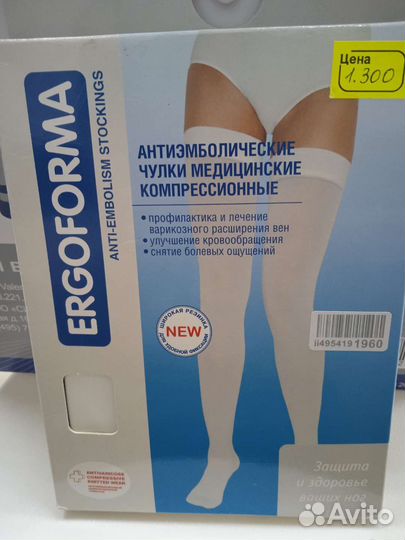 Цена
1.300
ERGOFORMA
ANTI-EMBOLISM STOCKINGS
АНТИЭМБОЛИЧЕСКИЕ
ЧУЛКИ МЕДИЦИНСКИЕ
КОМПРЕССИОННЫЕ
• профилактика и лечение
варикозного расширения вен
• улучшение кровообращения
• снятие болевых ощущений
ШИРОКАЯ РЕЗИНКА
NEW
ii4954191960
Защита
и здоровье
ваших ног
Avito